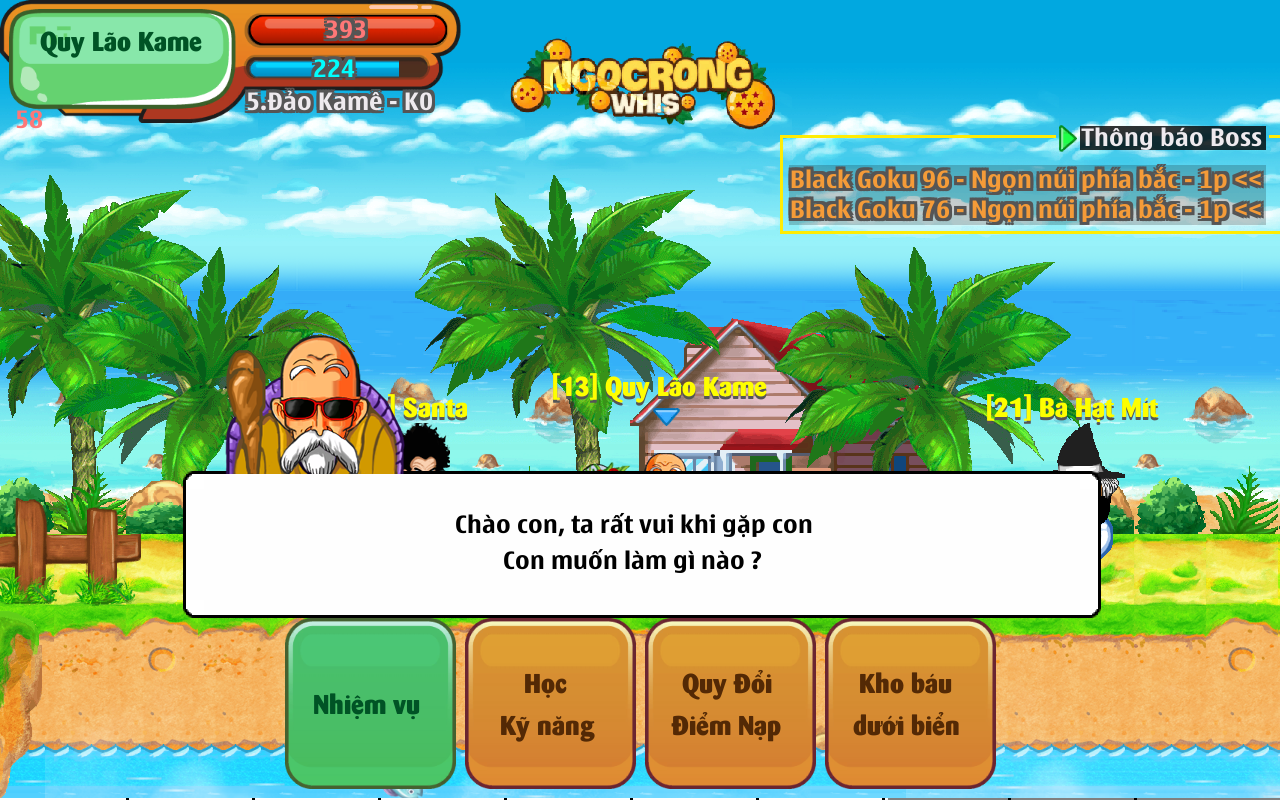 Quy Lão Kame
393
224
5.Đảo Kamê - K0
58
NGOCRONG
WHIS
Thông báo Boss
Black Goku 96 - Ngọn núi phía bắc - 1p <<
Black Goku 76 - Ngọn núi phía bắc - 1p <<
[13] Quy Lão Kame
] Santa
[21] Bà Hạt Mít
Chào con, ta rất vui khi gặp con
Con muốn làm gì nào ?
Nhiệm vụ
Học
Kỹ năng
Quy Đổi
Điểm Nạp
Kho báu
dưới biển